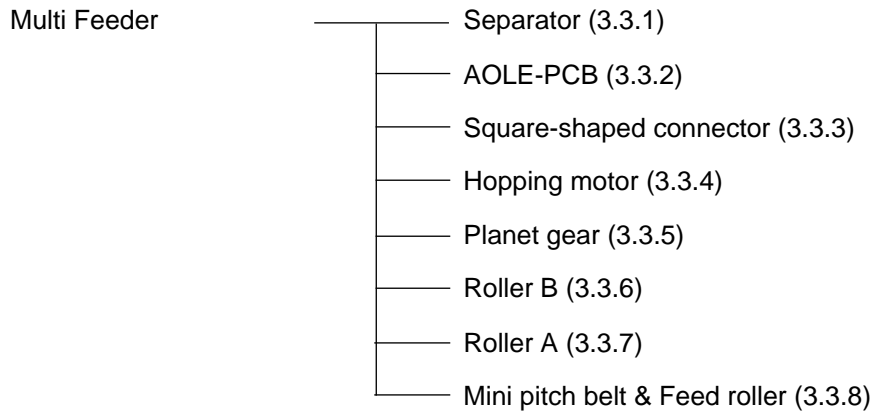 Multi Feeder
Separator (3.3.1)
AOLE-PCB (3.3.2)
Square-shaped connector (3.3.3)
Hopping motor (3.3.4)
Planet gear (3.3.5)
Roller B (3.3.6)
Roller A (3.3.7)
Mini pitch belt & Feed roller (3.3.8)